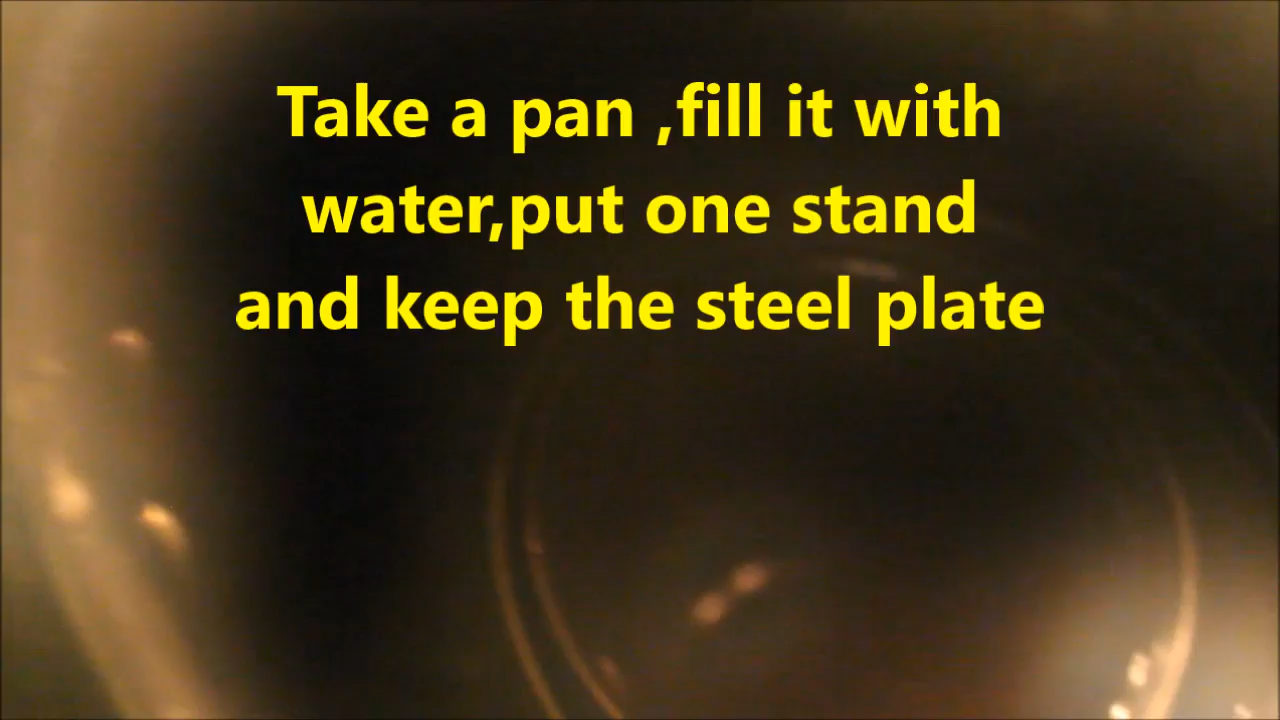 Take a pan ,fill it with
water,put one stand
and keep the steel plate